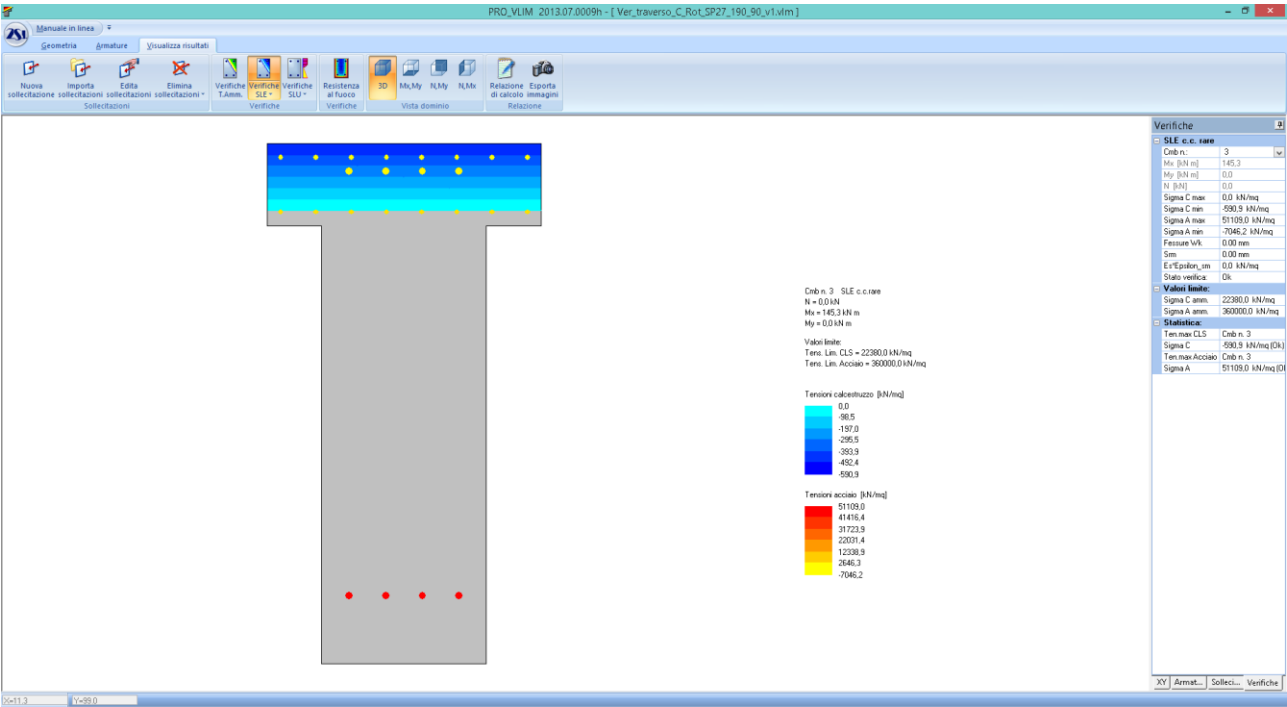 PRO_VLIM 2013.07.0009h - [ Ver_traverso_C_Rot_SP27_190_90_v1.vlm ]
Manuale in linea
Geometria Armature Visualizza risultati
Nuova sollecitazione
Importa sollecitazioni
Edita sollecitazioni
Elimina sollecitazioni
Sollecitazioni
Verifiche T.Amm.
Verifiche SLE
Verifiche SLU
Verifiche
Resistenza al fuoco
Verifiche
3D
Mx,My
N,My
N,Mx
Vista dominio
Relazione di calcolo
Esporta immagini
Relazione
Cmb n. 3 SLE c.c.rare
N = 0,0 kN
Mx = 145,3 kN m
My = 0,0 kN m
Valori limite:
Tens. Lim. CLS = 22380,0 kN/mq
Tens. Lim. Acciaio = 360000,0 kN/mq
Tensioni calcestruzzo [kN/mq]
0,0
-98,5
-197,0
-295,5
-393,9
-492,4
-590,9
Tensioni acciaio [kN/mq]
51109,0
41416,4
31723,9
22031,4
12338,9
2646,3
-7046,2
Verifiche
SLE c.c. rare
Cmb n.: 3
Mx [kN m] 145,3
My [kN m] 0,0
N [kN] 0,0
Sigma C max 0,0 kN/mq
Sigma C min -590,9 kN/mq
Sigma A max 51109,0 kN/mq
Sigma A min -7046,2 kN/mq
Fessure Wk 0.00 mm
Srm 0.00 mm
Es*Epsilon_sm 0,0 kN/mq
Stato verifica: Ok
Valori limite:
Sigma C amm. 22380,0 kN/mq
Sigma A amm. 360000,0 kN/mq
Statistica:
Ten.max CLS Cmb n. 3
Sigma C -590,9 kN/mq (Ok)
Ten.max Acciaio Cmb n. 3
Sigma A 51109,0 kN/mq (Ol
XY Armat... Solleci... Verifiche
X=11.3 Y=99.0